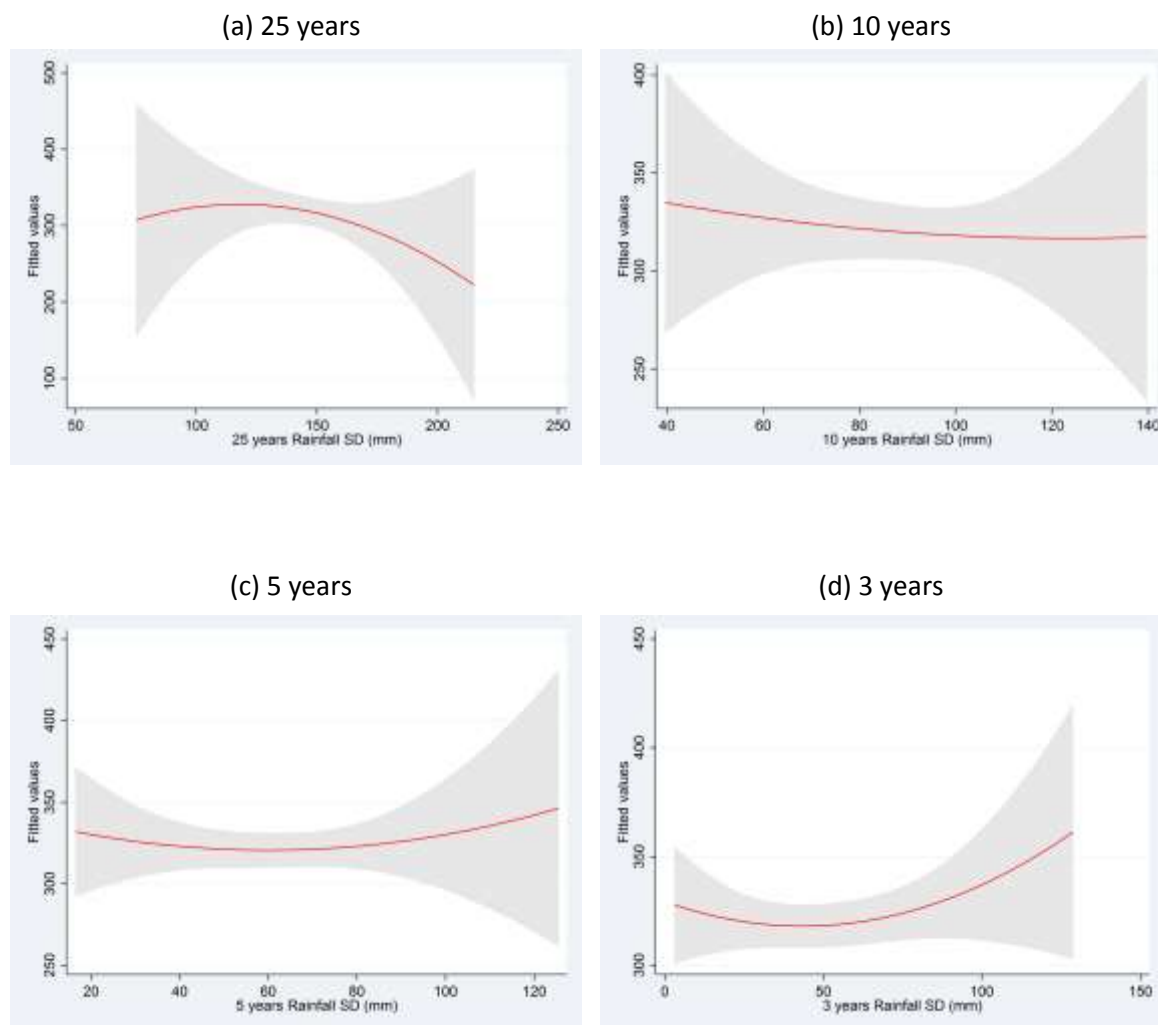 (a) 25 years
500
400
300
200
100
Fitted values
50 100 150 200 250
25 years Rainfall SD (mm)
(b) 10 years
400
350
300
250
Fitted values
40 60 80 100 120 140
10 years Rainfall SD (mm)
(c) 5 years
450
400
350
300
250
Fitted values
20 40 60 80 100 120
5 years Rainfall SD (mm)
(d) 3 years
450
400
350
300
Fitted values
0 50 100 150
3 years Rainfall SD (mm)